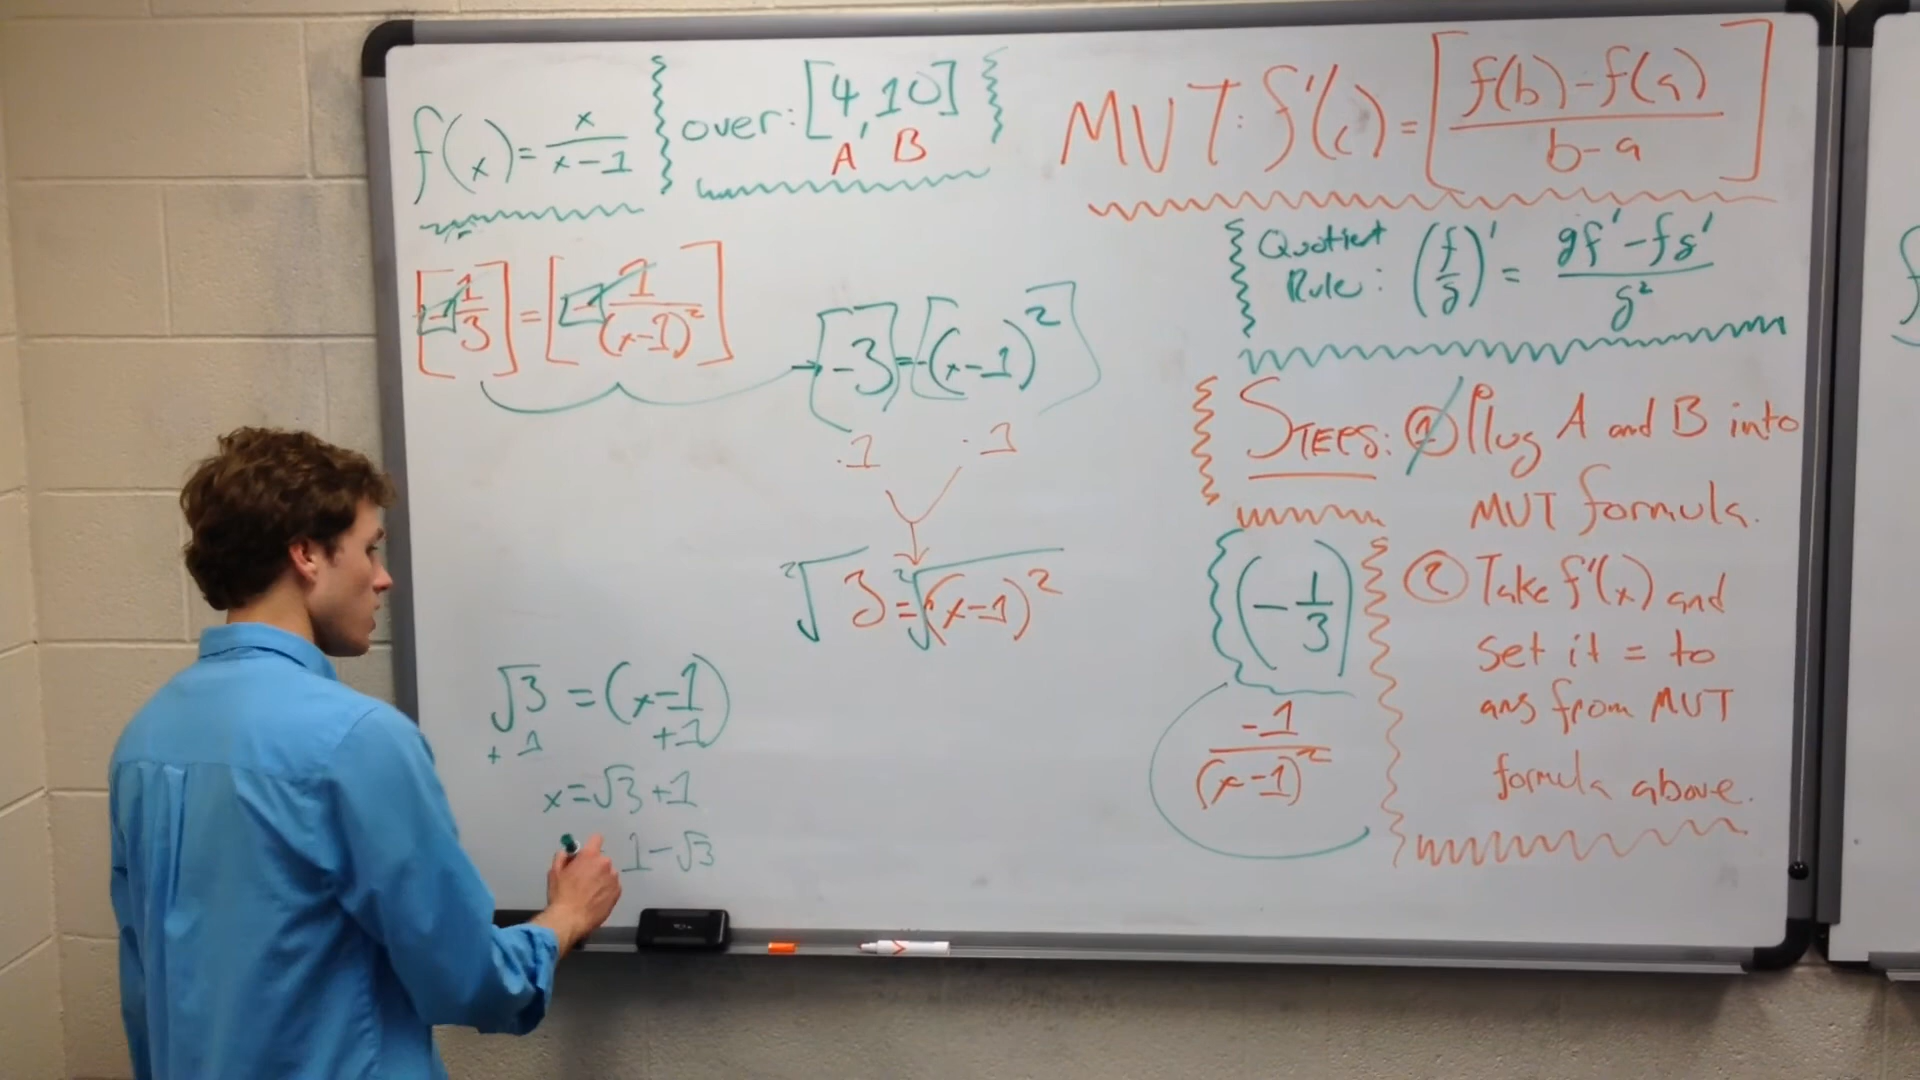 f(x) = x/(x-1)
over: [4, 10]
A B
MVT: f'(c) = [(f(b) - f(a))/(b-a)]
Quotient
Rule: (f/g)' = (gf' - fg')/g²
[-1/3] = [-1/(x-1)²]
→ [-3] = [-(x-1)²]
·1 ·1
²√3 = ²√(x-1)²
√3 = (x-1)
+1 +1
x = √3 + 1
1 - √3
STEPS: ① Plug A and B into
MVT formula.
② Take f'(x) and
set it = to
ans from MVT
formula above.
(-1/3)
-1/(x-1)²